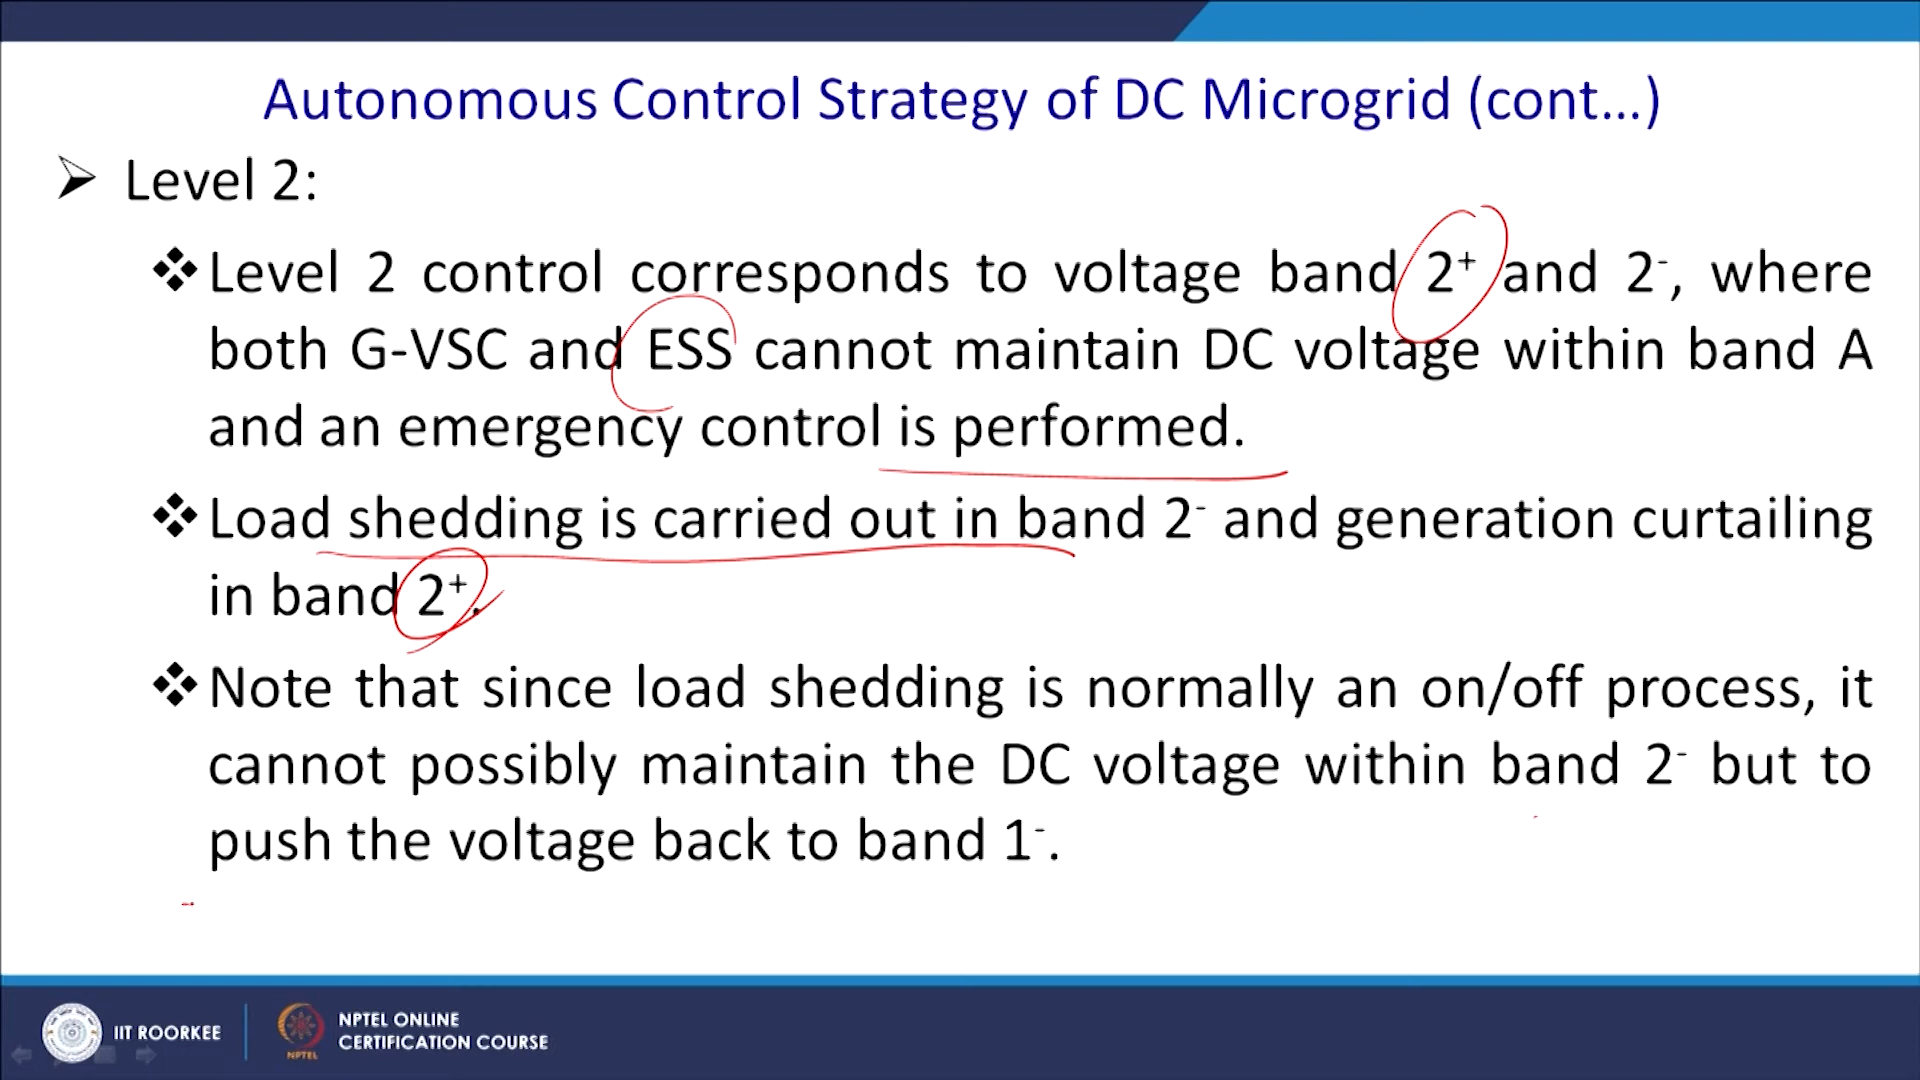 Autonomous Control Strategy of DC Microgrid (cont...)
➢ Level 2:
❖ Level 2 control corresponds to voltage band 2⁺ and 2⁻, where
both G-VSC and ESS cannot maintain DC voltage within band A
and an emergency control is performed.
❖ Load shedding is carried out in band 2⁻ and generation curtailing
in band 2⁺.
❖ Note that since load shedding is normally an on/off process, it
cannot possibly maintain the DC voltage within band 2⁻ but to
push the voltage back to band 1⁻.
IIT ROORKEE
NPTEL
NPTEL ONLINE
CERTIFICATION COURSE